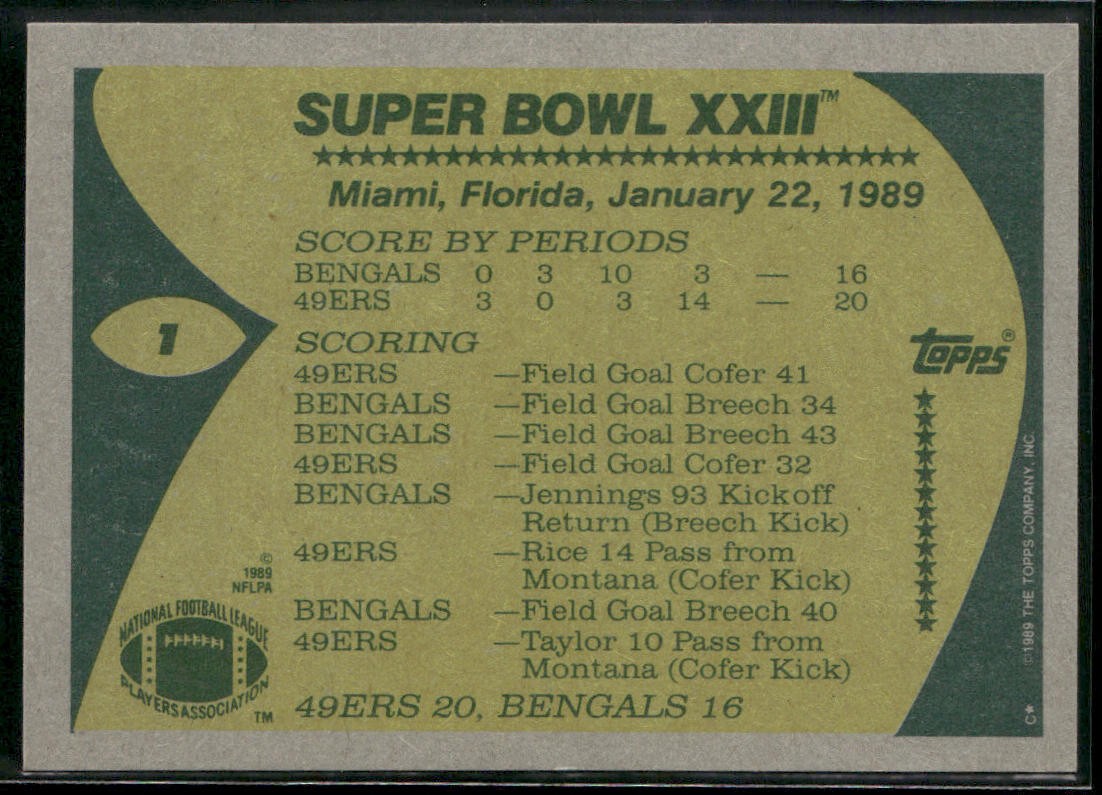 SUPER BOWL XXIII™
Miami, Florida, January 22, 1989
SCORE BY PERIODS
BENGALS 0 3 10 3 — 16
49ERS 3 0 3 14 — 20
1
SCORING
topps®
49ERS —Field Goal Cofer 41
BENGALS —Field Goal Breech 34
BENGALS —Field Goal Breech 43
49ERS —Field Goal Cofer 32
BENGALS —Jennings 93 Kickoff
Return (Breech Kick)
49ERS —Rice 14 Pass from
Montana (Cofer Kick)
BENGALS —Field Goal Breech 40
49ERS —Taylor 10 Pass from
Montana (Cofer Kick)
49ERS 20, BENGALS 16
©
1989
NFLPA
NATIONAL FOOTBALL LEAGUE
PLAYERS ASSOCIATION
TM
©1989 THE TOPPS COMPANY, INC.
C*